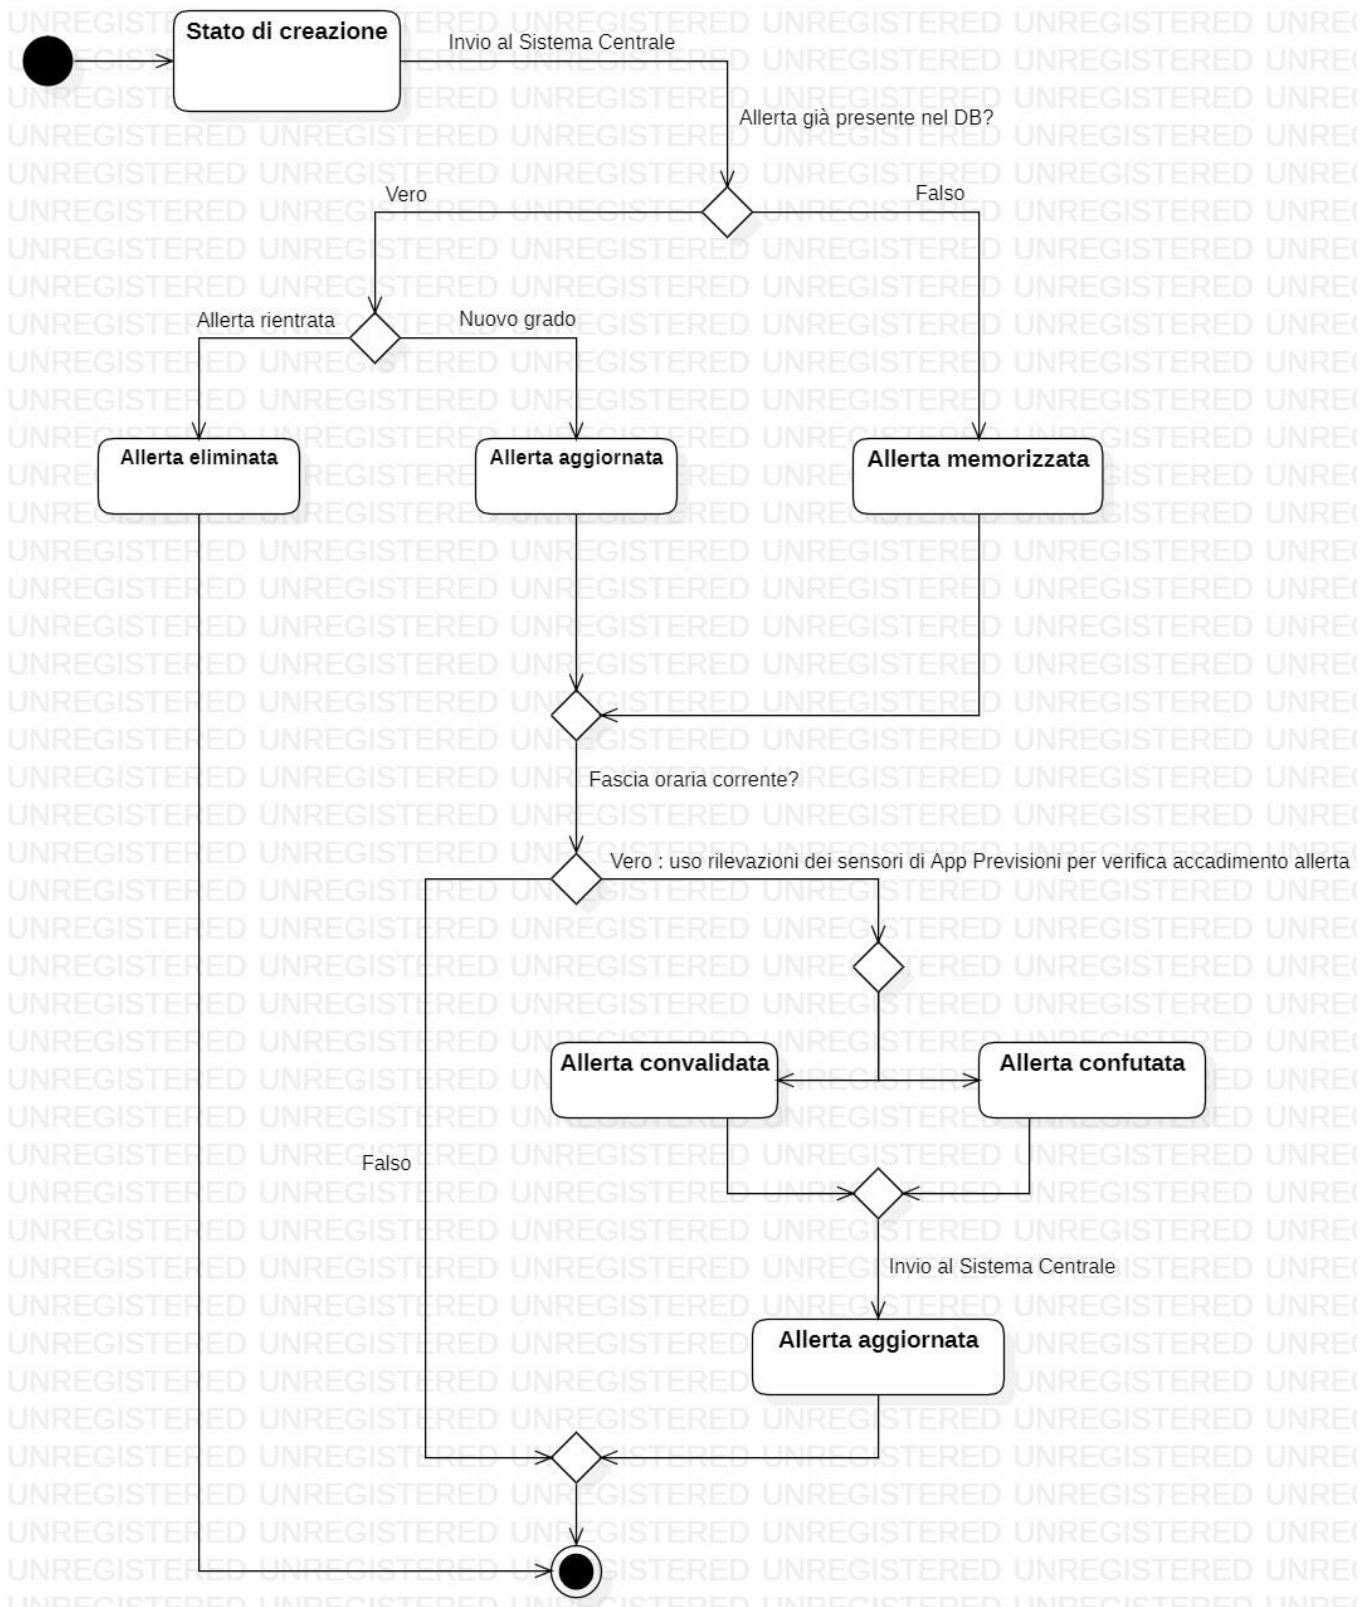 Stato di creazione
Invio al Sistema Centrale
Allerta già presente nel DB?
Vero
Falso
Allerta rientrata
Nuovo grado
Allerta eliminata
Allerta aggiornata
Allerta memorizzata
Fascia oraria corrente?
Vero : uso rilevazioni dei sensori di App Previsioni per verifica accadimento allerta
Allerta convalidata
Allerta confutata
Falso
Invio al Sistema Centrale
Allerta aggiornata
UNREGISTERED